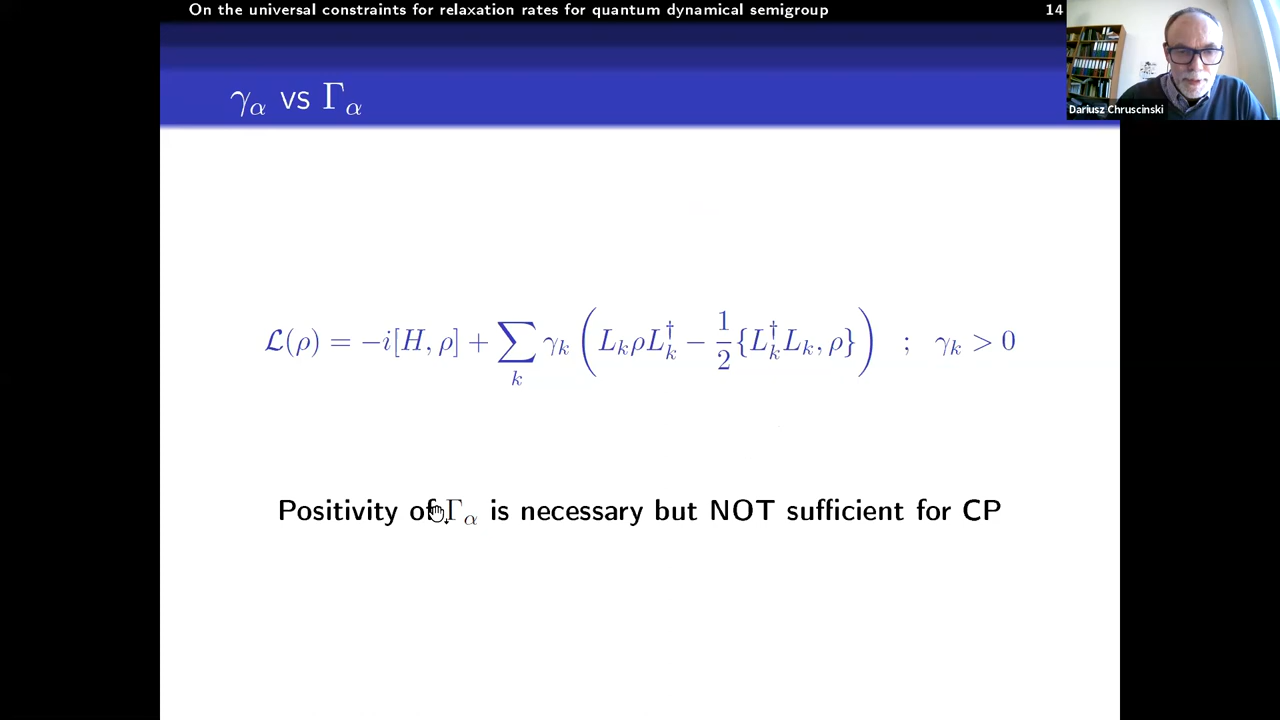 On the universal constraints for relaxation rates for quantum dynamical semigroup 14
Dariusz Chruscinski
γ_α vs Γ_α
ℒ(ρ) = −i[H, ρ] + ∑_k γ_k ( L_k ρ L_k^† − 1/2 {L_k^† L_k, ρ} ) ; γ_k > 0
Positivity of Γ_α is necessary but NOT sufficient for CP